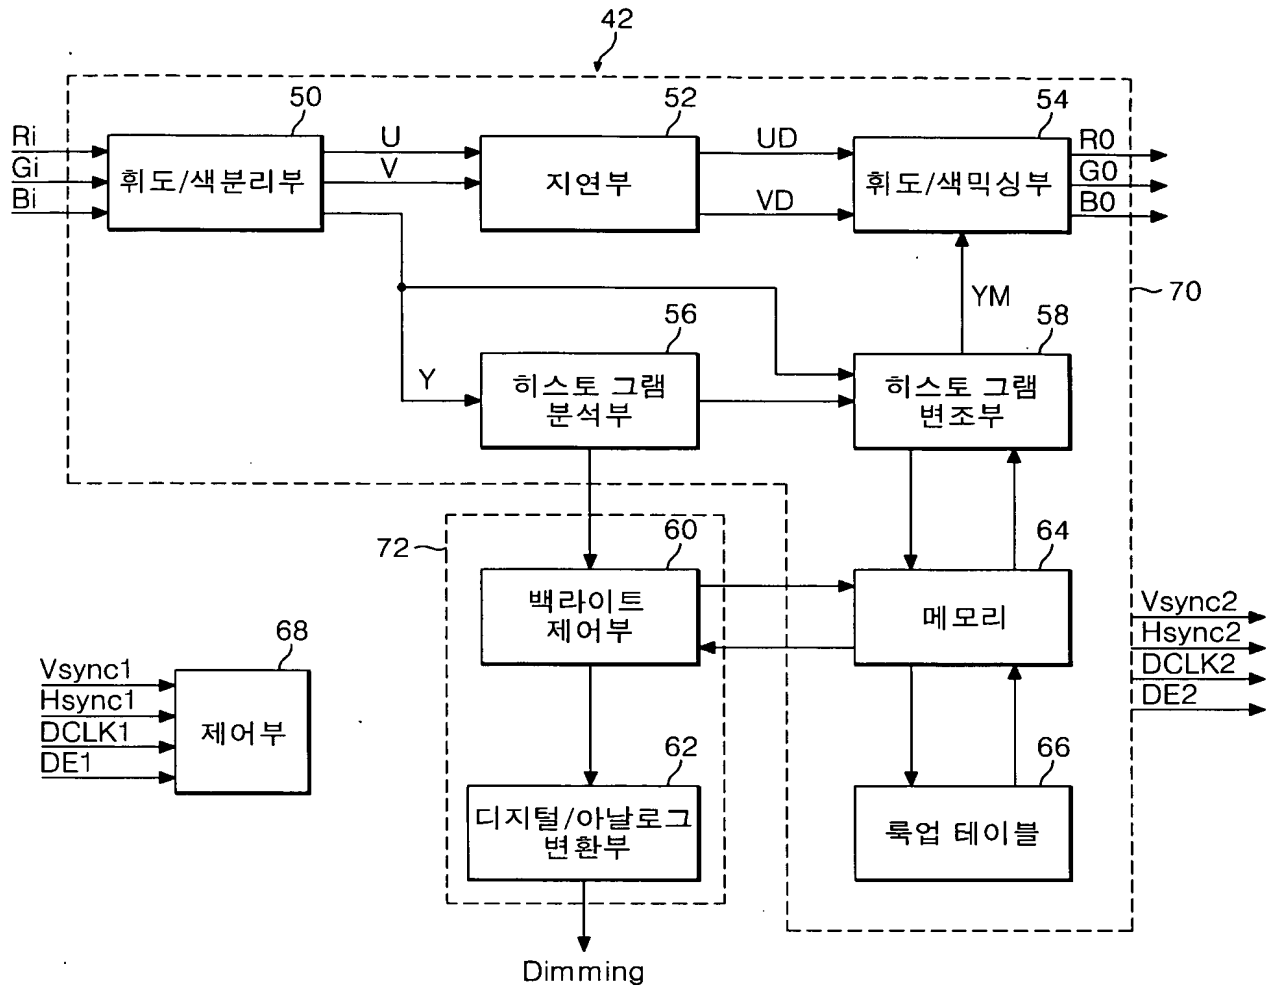 42
50
52
54
Ri
Gi
Bi
휘도/색분리부
U
V
지연부
UD
VD
휘도/색믹싱부
R0
G0
B0
70
YM
56
58
Y
히스토 그램
분석부
히스토 그램
변조부
72
60
64
백라이트
제어부
메모리
Vsync2
Hsync2
DCLK2
DE2
68
Vsync1
Hsync1
DCLK1
DE1
제어부
62
66
디지털/아날로그
변환부
룩업 테이블
Dimming